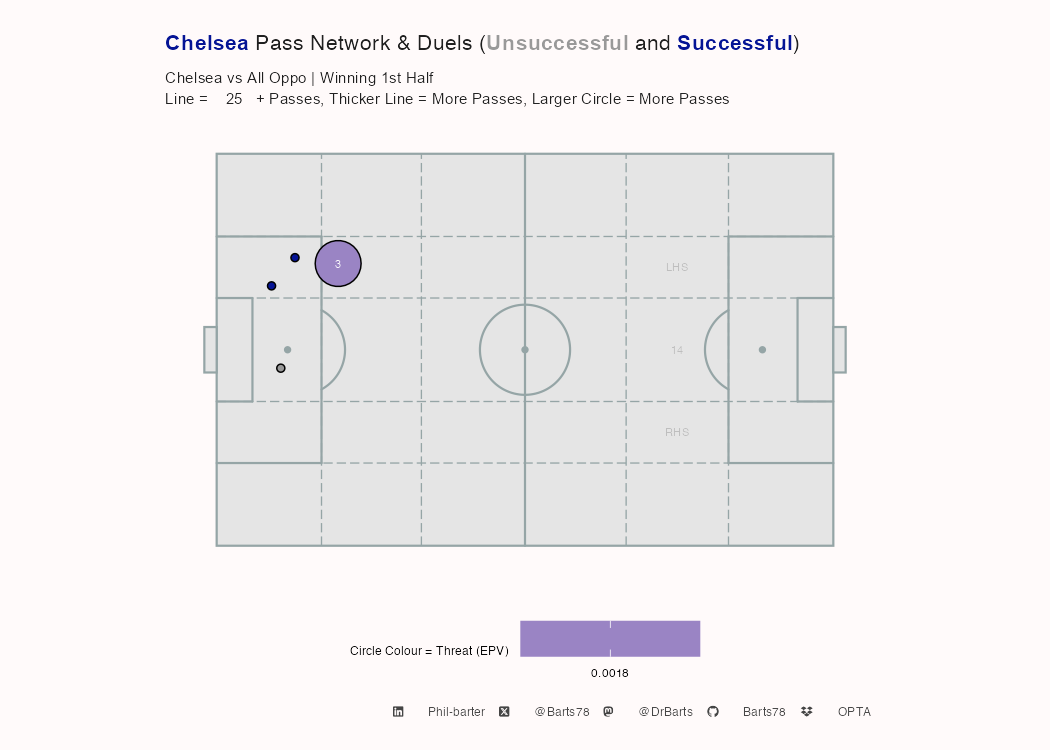 Chelsea Pass Network & Duels (Unsuccessful and Successful)
Chelsea vs All Oppo | Winning 1st Half
Line = 25 + Passes, Thicker Line = More Passes, Larger Circle = More Passes
3
LHS
14
RHS
Circle Colour = Threat (EPV)
0.0018
Phil-barter @Barts78 @DrBarts Barts78 OPTA